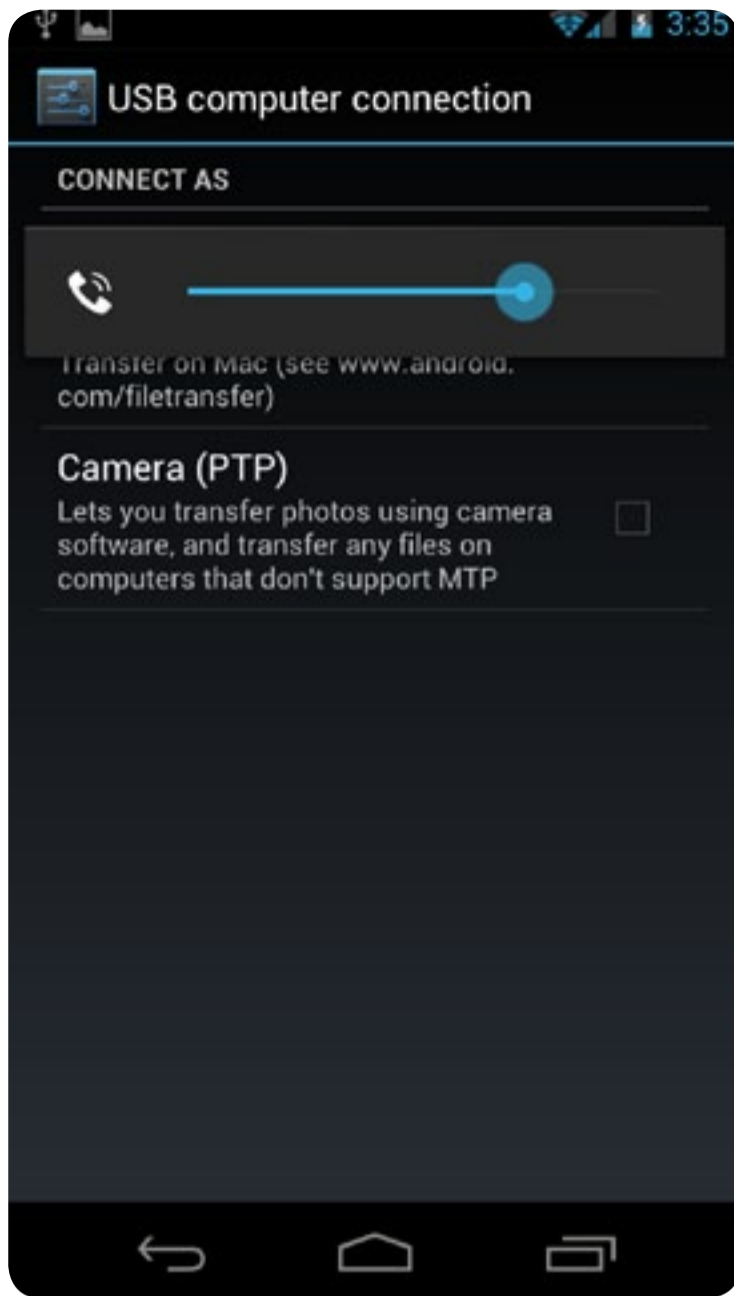 3:35
USB computer connection
CONNECT AS
Transfer on Mac (see www.android.
com/filetransfer)
Camera (PTP)
Lets you transfer photos using camera
software, and transfer any files on
computers that don't support MTP